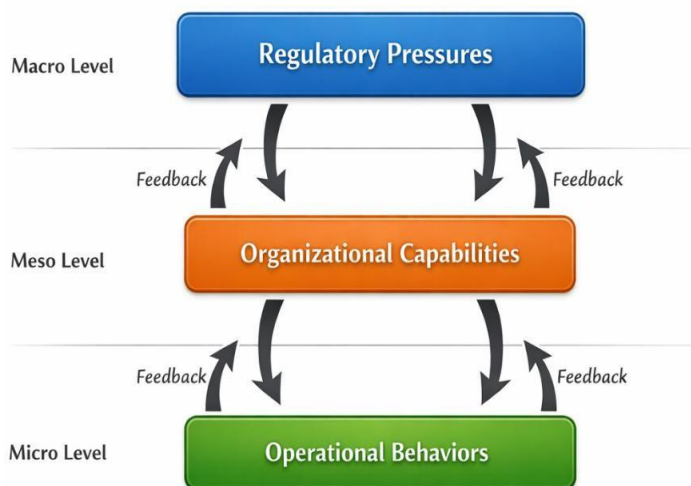 Macro Level
Regulatory Pressures
Feedback
Feedback
Meso Level
Organizational Capabilities
Feedback
Feedback
Micro Level
Operational Behaviors